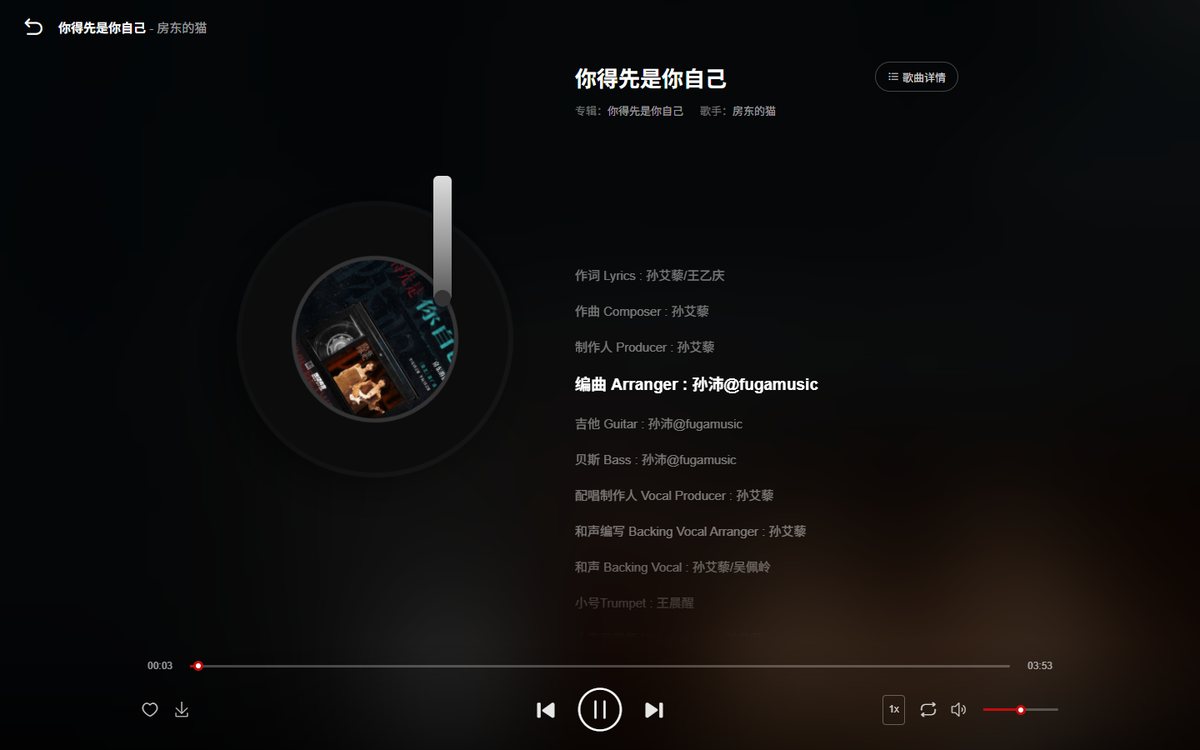 你得先是你自己 - 房东的猫
你得先是你自己
歌曲详情
专辑：你得先是你自己 歌手：房东的猫
作词 Lyrics : 孙艾藜/王乙庆
作曲 Composer : 孙艾藜
制作人 Producer : 孙艾藜
编曲 Arranger : 孙沛@fugamusic
吉他 Guitar : 孙沛@fugamusic
贝斯 Bass : 孙沛@fugamusic
配唱制作人 Vocal Producer : 孙艾藜
和声编写 Backing Vocal Arranger : 孙艾藜
和声 Backing Vocal : 孙艾藜/吴佩岭
小号Trumpet : 王晨醒
你自己
00:03
03:53
1x